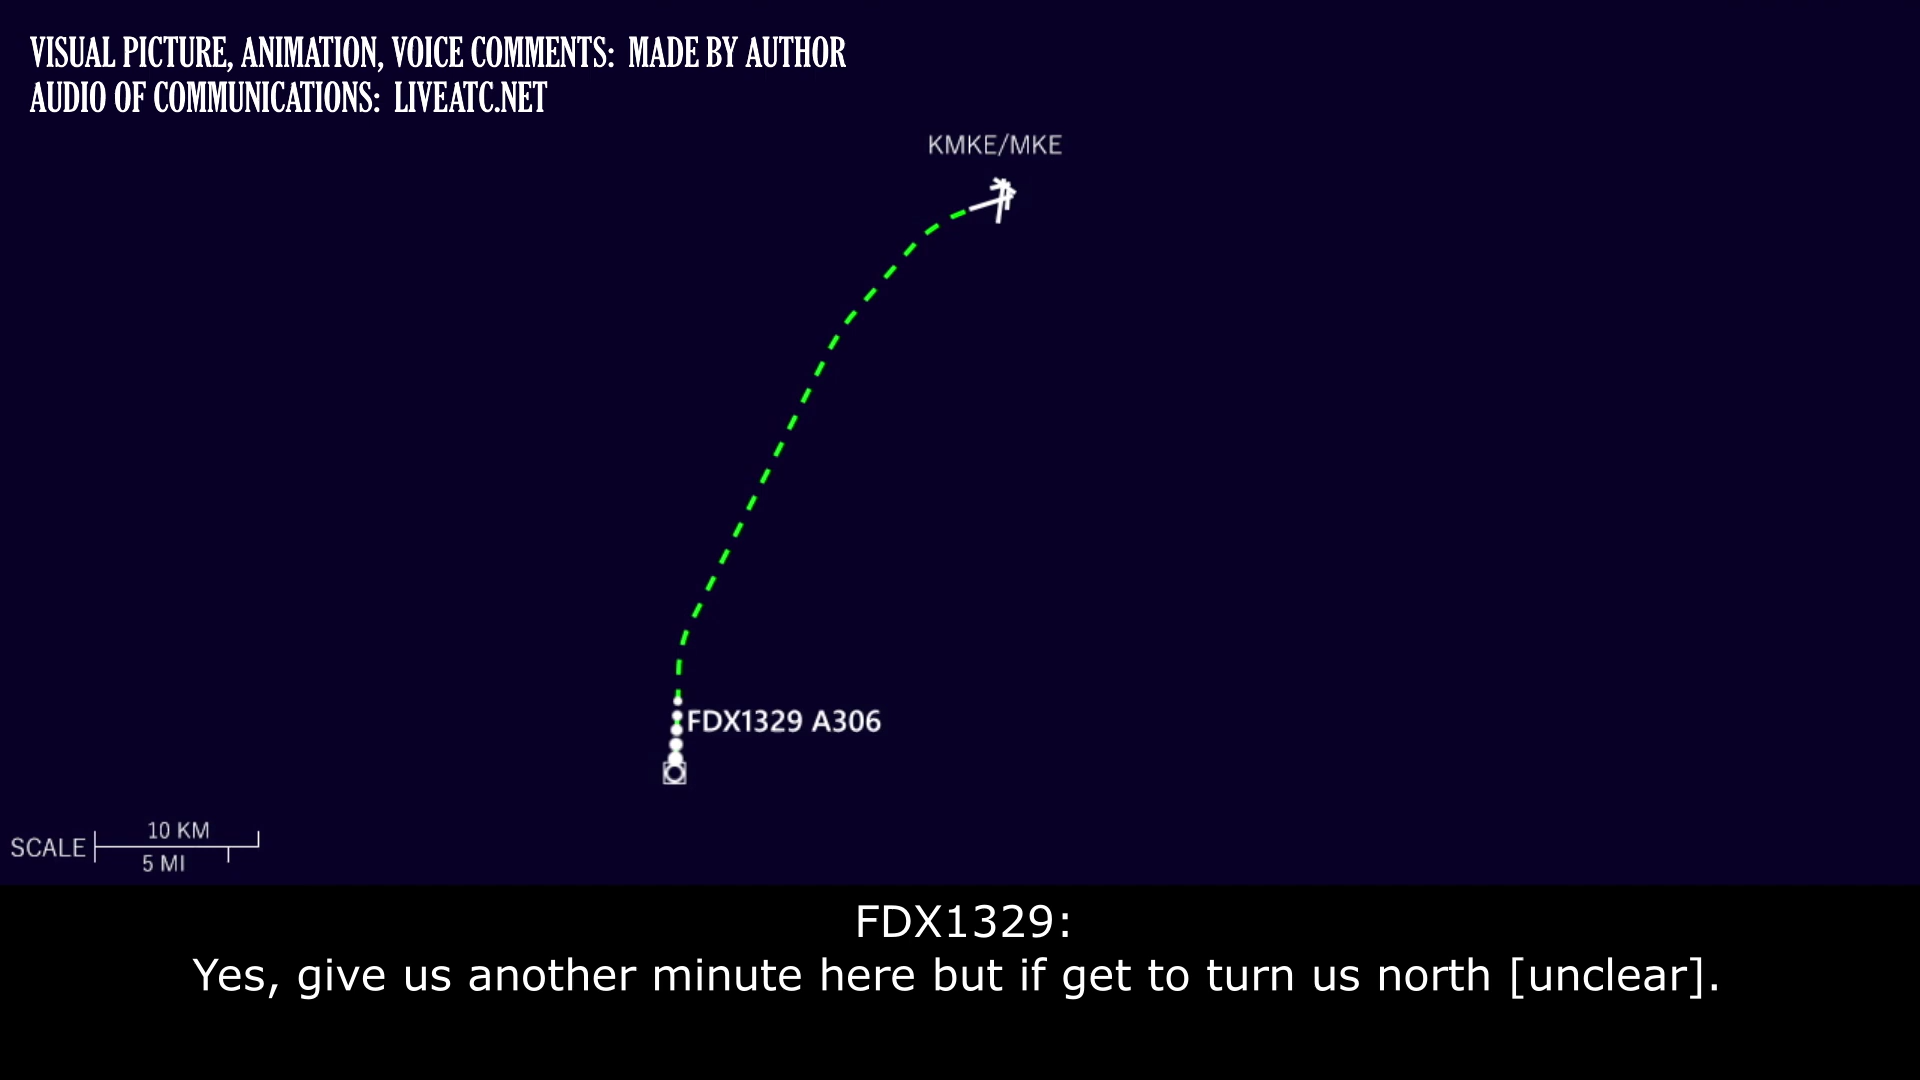 VISUAL PICTURE, ANIMATION, VOICE COMMENTS: MADE BY AUTHOR
AUDIO OF COMMUNICATIONS: LIVEATC.NET
KMKE/MKE
FDX1329 A306
10 KM
SCALE
5 MI
FDX1329:
Yes, give us another minute here but if get to turn us north [unclear].